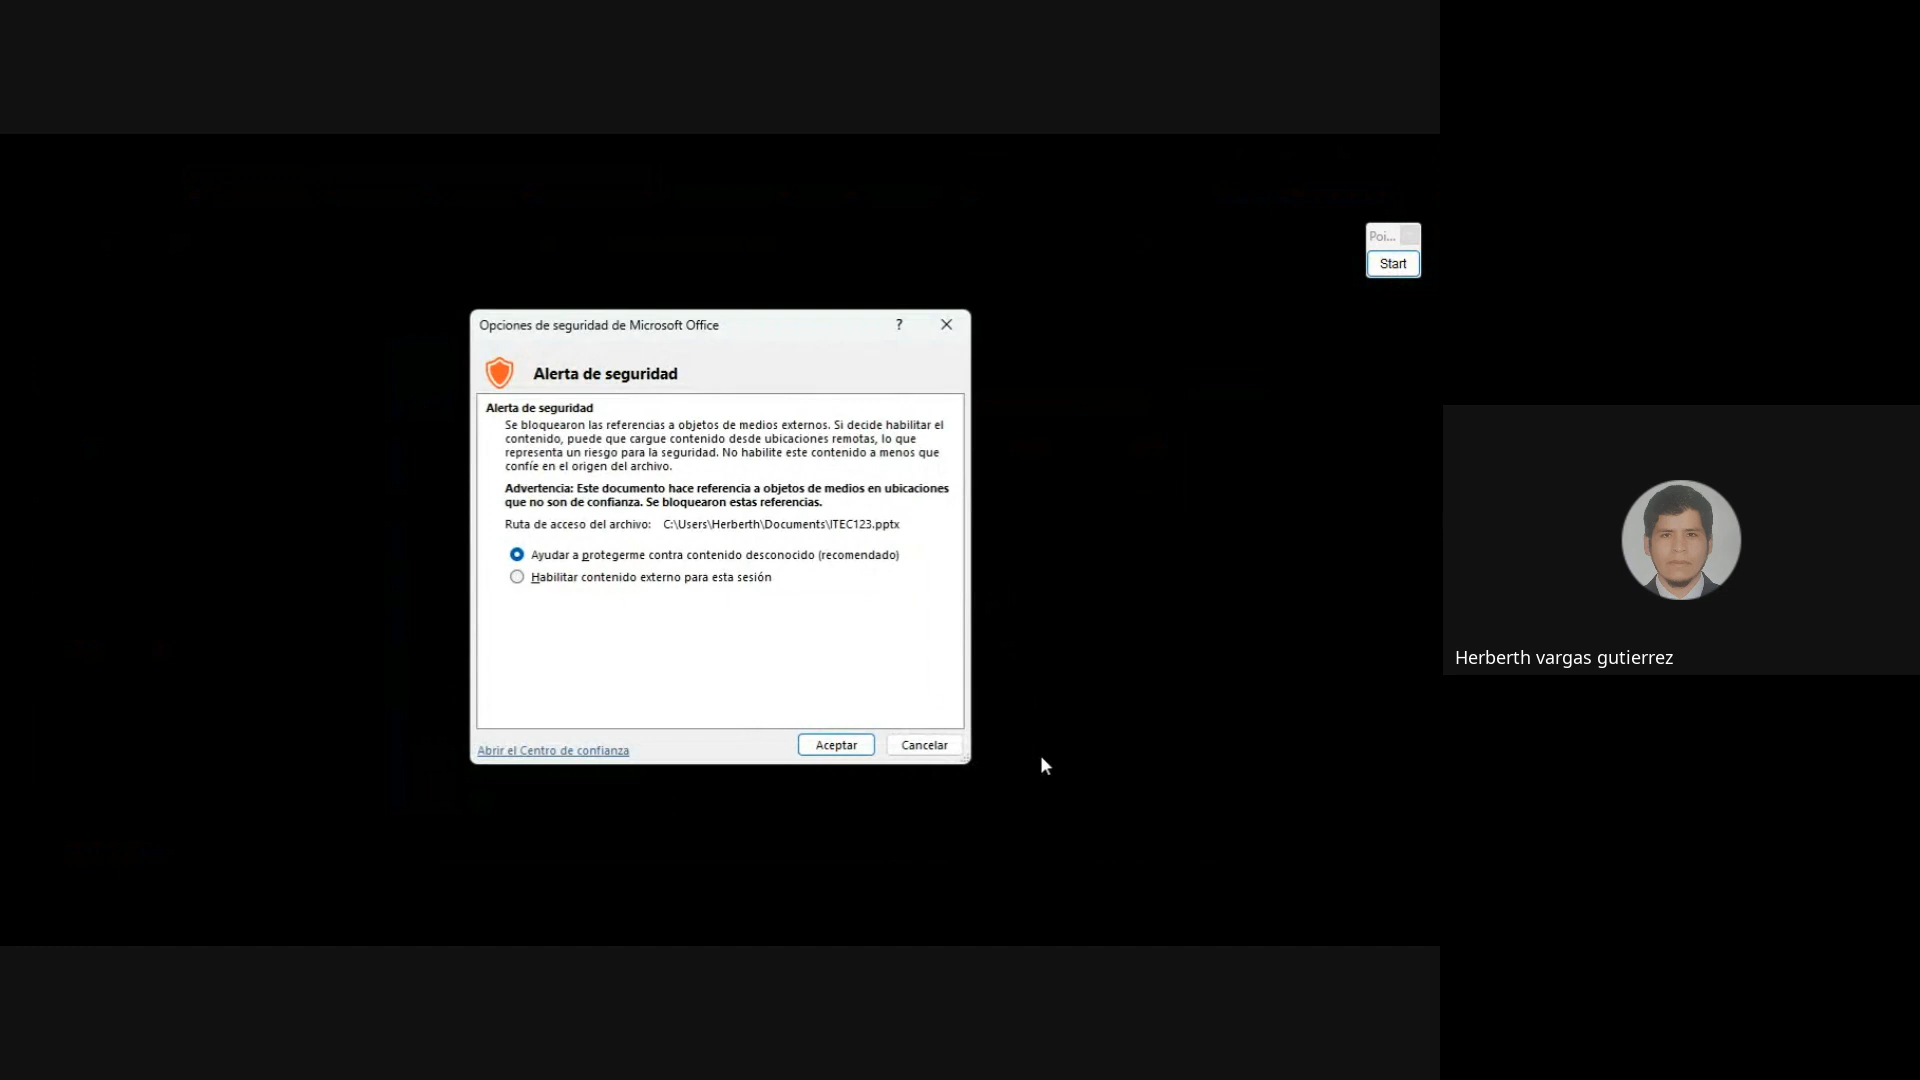 Poi...
Start
Opciones de seguridad de Microsoft Office
?
Alerta de seguridad
Alerta de seguridad
Se bloquearon las referencias a objetos de medios externos. Si decide habilitar el
contenido, puede que cargue contenido desde ubicaciones remotas, lo que
representa un riesgo para la seguridad. No habilite este contenido a menos que
confíe en el origen del archivo.
Advertencia: Este documento hace referencia a objetos de medios en ubicaciones
que no son de confianza. Se bloquearon estas referencias.
Ruta de acceso del archivo: C:\Users\Herberth\Documents\ITEC123.pptx
Ayudar a protegerme contra contenido desconocido (recomendado)
Habilitar contenido externo para esta sesión
Abrir el Centro de confianza
Aceptar
Cancelar
Herberth vargas gutierrez